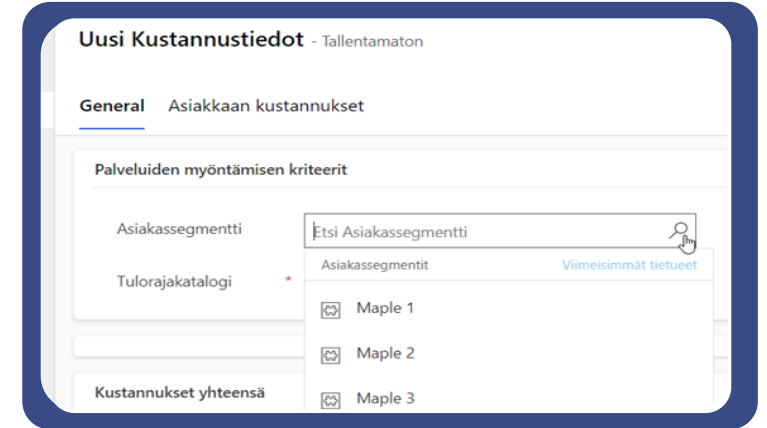 Uusi Kustannustiedot - Tallentamaton
General Asiakkaan kustannukset
Palveluiden myöntämisen kriteerit
Asiakassegmentti Etsi Asiakassegmentti
Asiakassegmentit Viimeisimmät tietueet
Tulorajakatalogi *
Maple 1
Maple 2
Kustannukset yhteensä
Maple 3